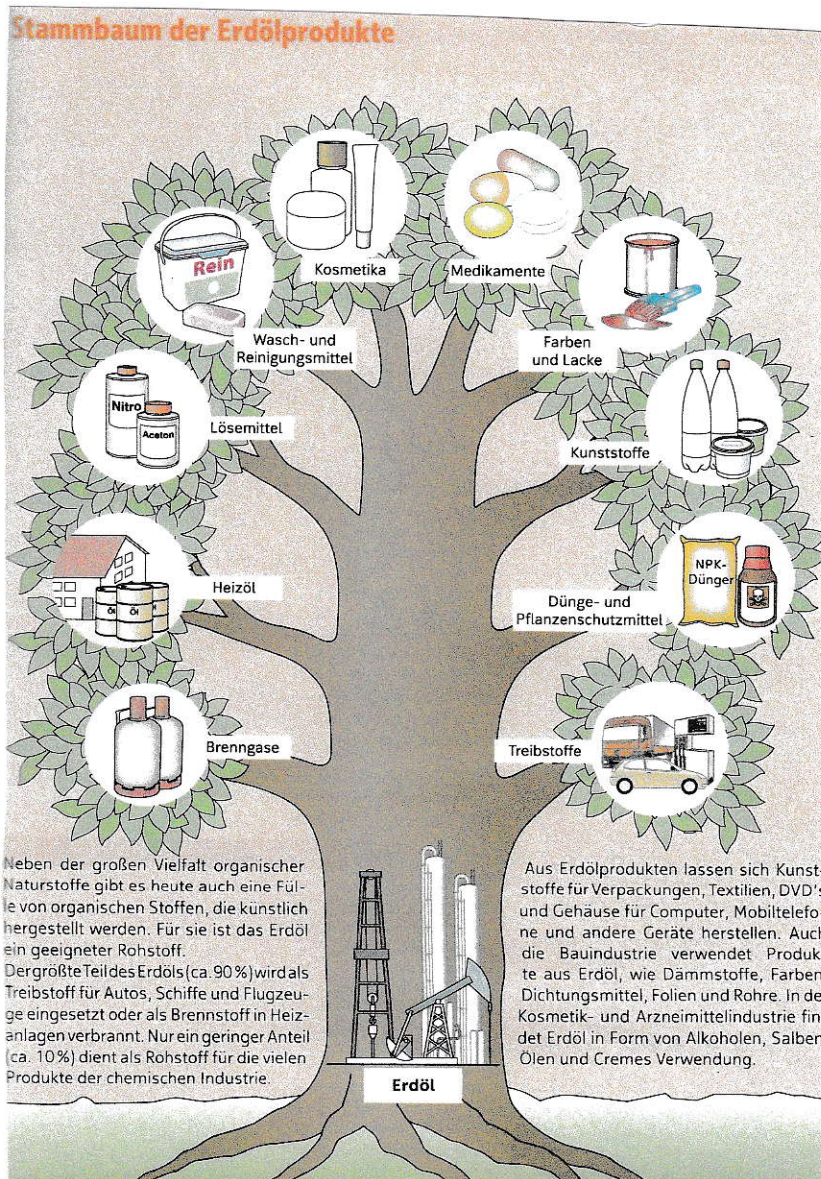 Stammbaum der Erdölprodukte
Kosmetika
Medikamente
Rein
Wasch- und
Reinigungsmittel
Farben
und Lacke
Nitro
Aceton
Lösemittel
Kunststoffe
Öl
Öl
Heizöl
NPK-
Dünger
Dünge- und
Pflanzenschutzmittel
Brenngase
Treibstoffe
Neben der großen Vielfalt organischer
Naturstoffe gibt es heute auch eine Fül-
le von organischen Stoffen, die künstlich
hergestellt werden. Für sie ist das Erdöl
ein geeigneter Rohstoff.
Der größte Teil des Erdöls (ca. 90 %) wird als
Treibstoff für Autos, Schiffe und Flugzeu-
ge eingesetzt oder als Brennstoff in Heiz-
anlagen verbrannt. Nur ein geringer Anteil
(ca. 10 %) dient als Rohstoff für die vielen
Produkte der chemischen Industrie.
Aus Erdölprodukten lassen sich Kunst-
stoffe für Verpackungen, Textilien, DVD's
und Gehäuse für Computer, Mobiltelefo-
ne und andere Geräte herstellen. Auch
die Bauindustrie verwendet Produk-
te aus Erdöl, wie Dämmstoffe, Farben,
Dichtungsmittel, Folien und Rohre. In der
Kosmetik- und Arzneimittelindustrie fin-
det Erdöl in Form von Alkoholen, Salben,
Ölen und Cremes Verwendung.
Erdöl